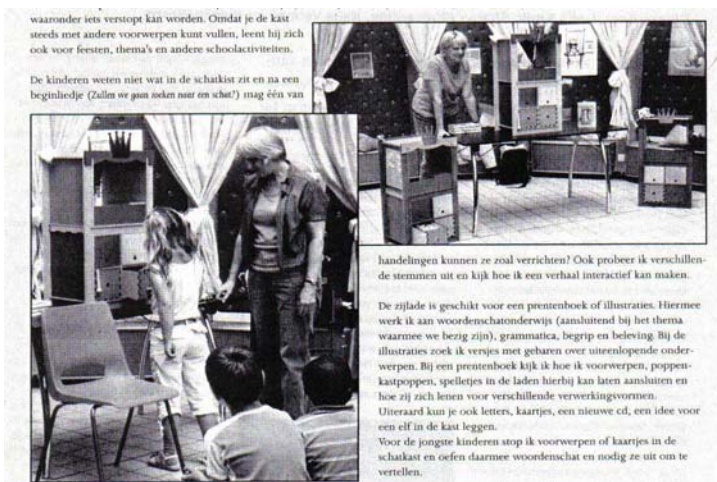 waaronder iets verstopt kan worden. Omdat je de kast
steeds met andere voorwerpen kunt vullen, leent hij zich
ook voor feesten, thema's en andere schoolactiviteiten.
De kinderen weten niet wat in de schatkist zit en na een
beginliedje (Zullen we gaan zoeken naar een schat?) mag één van
handelingen kunnen ze zoal verrichten? Ook probeer ik verschillen-
de stemmen uit en kijk hoe ik een verhaal interactief kan maken.
De zijlade is geschikt voor een prentenboek of illustraties. Hiermee
werk ik aan woordenschatonderwijs (aansluitend bij het thema
waarmee we bezig zijn), grammatica, begrip en beleving. Bij de
illustraties zoek ik versjes met gebaren over uiteenlopende onder-
werpen. Bij een prentenboek kijk ik hoe ik voorwerpen, poppen-
kastpoppen, spelletjes in de laden hierbij kan laten aansluiten en
hoe zij zich lenen voor verschillende verwerkingsvormen.
Uiteraard kun je ook letters, kaartjes, een nieuwe cd, een idee voor
een elf in de kast leggen.
Voor de jongste kinderen stop ik voorwerpen of kaartjes in de
schatkast en oefen daarmee woordenschat en nodig ze uit om te
vertellen.